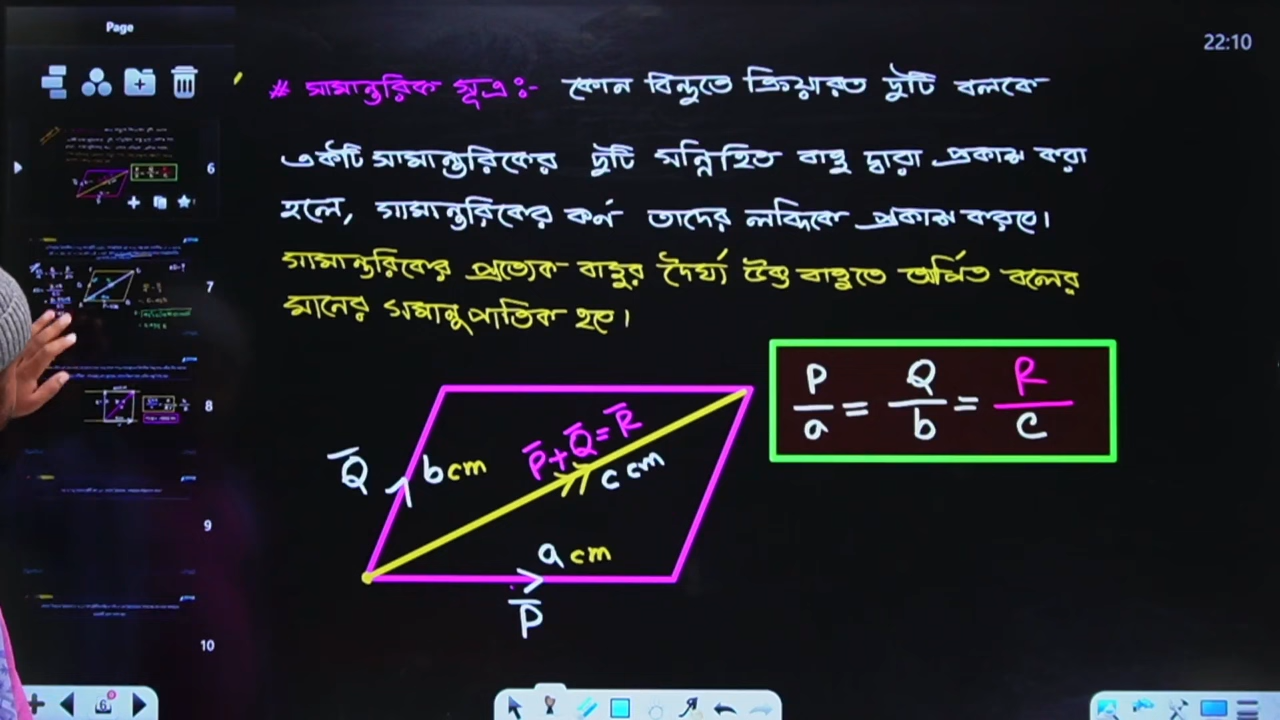 Page
22:10
# সামান্তরিক সূত্রঃ- কোন বিন্দুতে ক্রিয়ারত দুটি বলকে
একটি সামান্তরিকের দুটি সন্নিহিত বাহু দ্বারা প্রকাশ করা
হলে, সামান্তরিকের কর্ণ তাদের লব্ধিকে প্রকাশ করবে।
সামান্তরিকের প্রত্যেক বাহুর দৈর্ঘ্য উক্ত বাহুতে অর্পিত বলের
মানের সমানুপাতিক হবে।
P/a = Q/b = R/c
P̅+Q̅=R̅
Q̅
b cm
c cm
a cm
P̅
6
7
8
9
10
6